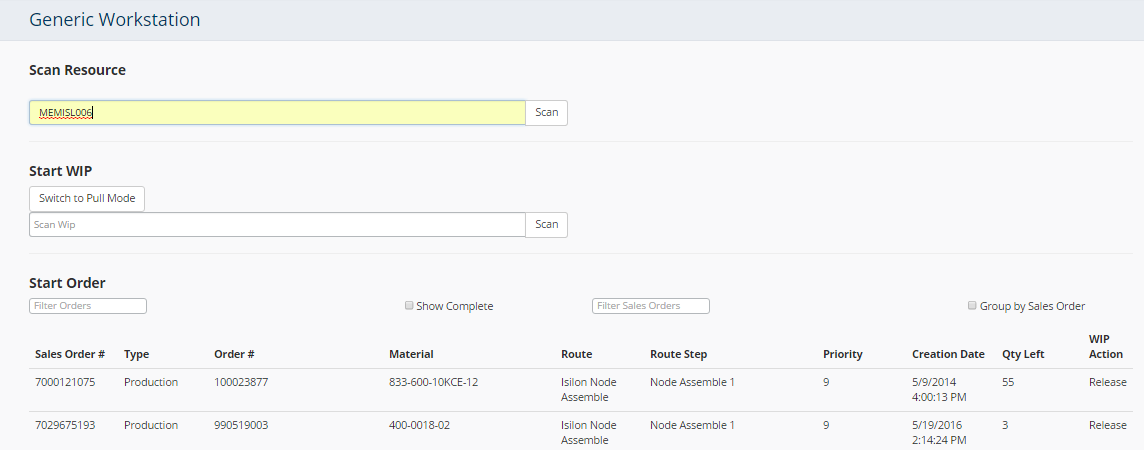 Generic Workstation
Scan Resource
MEMISL006 Scan
Start WIP
Switch to Pull Mode
Scan Wip Scan
Start Order
Filter Orders Show Complete Filter Sales Orders Group by Sales Order
Sales Order # Type Order # Material Route Route Step Priority Creation Date Qty Left WIP Action
7000121075 Production 100023877 833-600-10KCE-12 Isilon Node Node Assemble 1 9 5/9/2014 55 Release
Assemble 4:00:13 PM
7029675193 Production 990519003 400-0018-02 Isilon Node Node Assemble 1 9 5/19/2016 3 Release
Assemble 2:14:24 PM